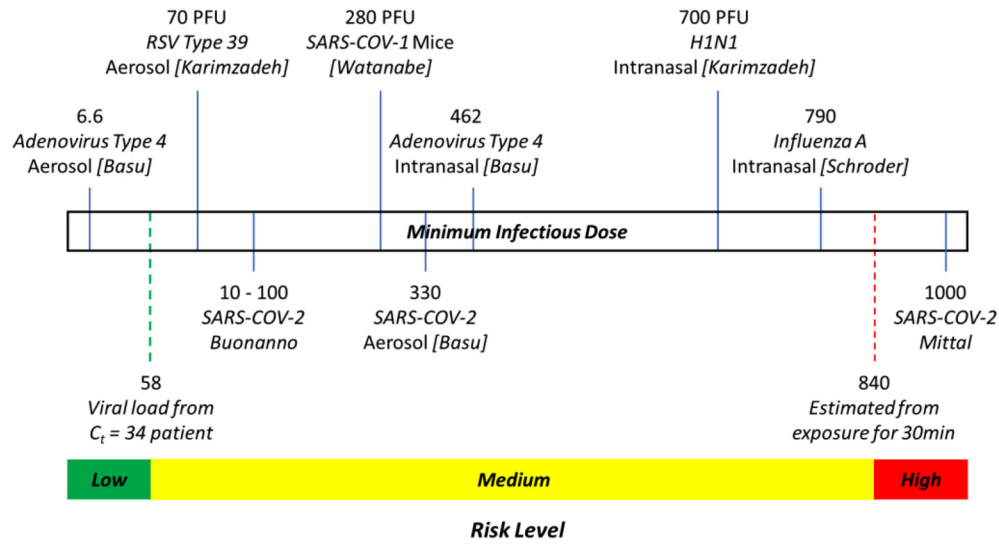 70 PFU
RSV Type 39
Aerosol [Karimzadeh]
280 PFU
SARS-COV-1 Mice
[Watanabe]
700 PFU
H1N1
Intranasal [Karimzadeh]
6.6
Adenovirus Type 4
Aerosol [Basu]
462
Adenovirus Type 4
Intranasal [Basu]
790
Influenza A
Intranasal [Schroder]
Minimum Infectious Dose
10 - 100
SARS-COV-2
Buonanno
330
SARS-COV-2
Aerosol [Basu]
1000
SARS-COV-2
Mittal
58
Viral load from
Ct = 34 patient
840
Estimated from
exposure for 30min
Low
Medium
High
Risk Level